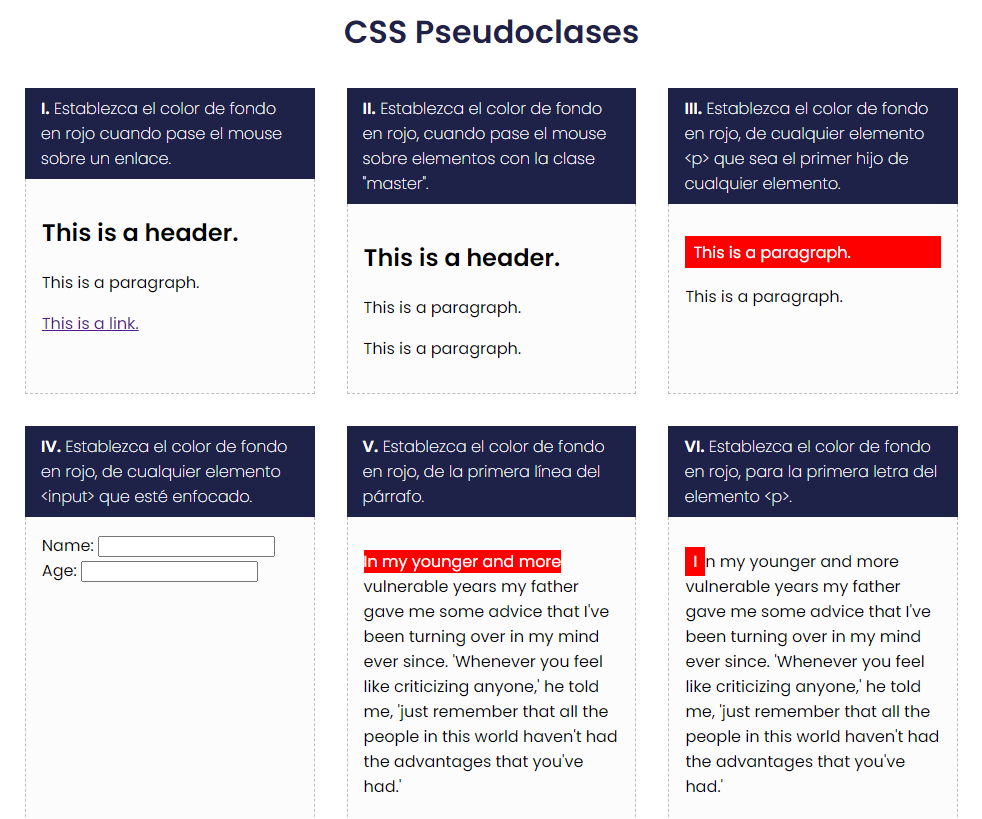 CSS Pseudoclases
I. Establezca el color de fondo
en rojo cuando pase el mouse
sobre un enlace.
This is a header.
This is a paragraph.
This is a link.
II. Establezca el color de fondo
en rojo, cuando pase el mouse
sobre elementos con la clase
"master".
This is a header.
This is a paragraph.
This is a paragraph.
III. Establezca el color de fondo
en rojo, de cualquier elemento
<p> que sea el primer hijo de
cualquier elemento.
This is a paragraph.
This is a paragraph.
IV. Establezca el color de fondo
en rojo, de cualquier elemento
<input> que esté enfocado.
Name:
Age:
V. Establezca el color de fondo
en rojo, de la primera línea del
párrafo.
In my younger and more
vulnerable years my father
gave me some advice that I've
been turning over in my mind
ever since. 'Whenever you feel
like criticizing anyone,' he told
me, 'just remember that all the
people in this world haven't had
the advantages that you've
had.'
VI. Establezca el color de fondo
en rojo, para la primera letra del
elemento <p>.
In my younger and more
vulnerable years my father
gave me some advice that I've
been turning over in my mind
ever since. 'Whenever you feel
like criticizing anyone,' he told
me, 'just remember that all the
people in this world haven't had
the advantages that you've
had.'